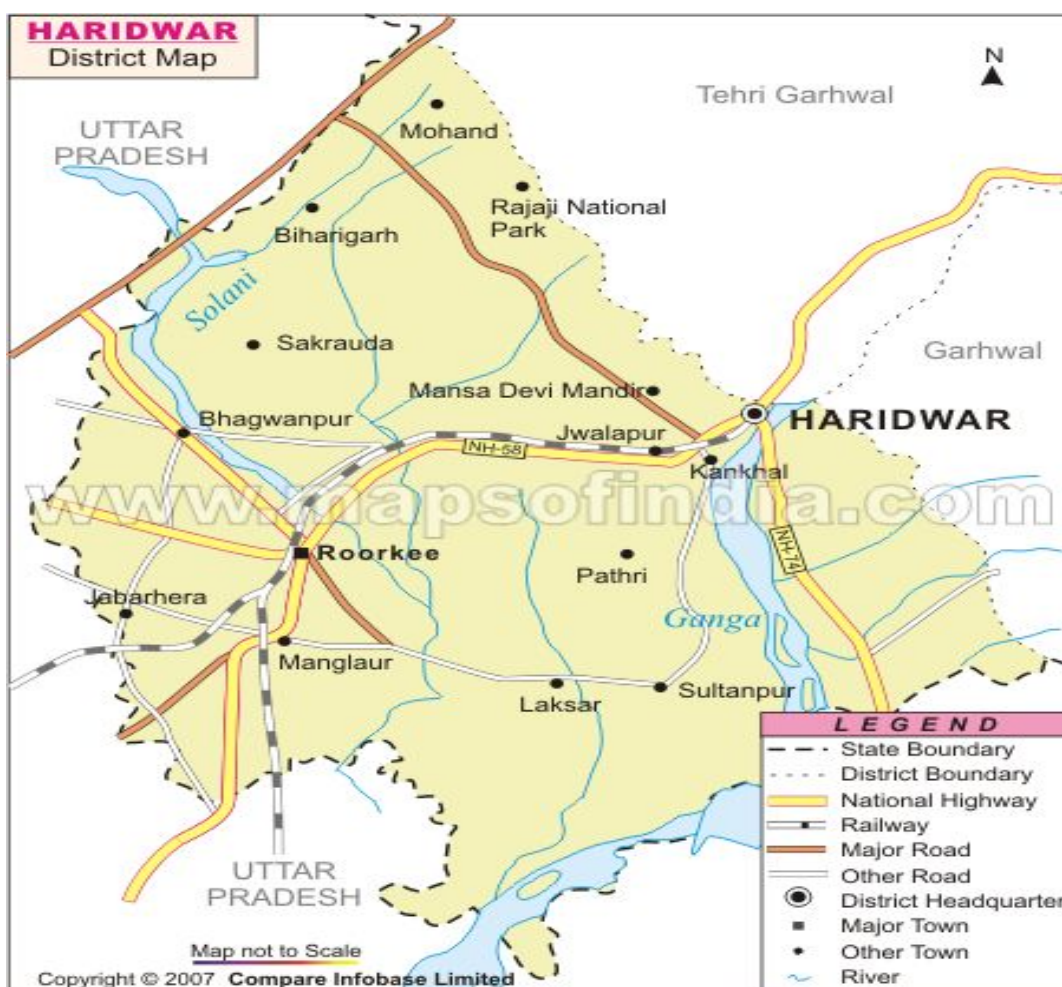 HARIDWAR
District Map
N
Tehri Garhwal
UTTAR
PRADESH
Mohand
Rajaji National
Park
Biharigarh
Solani
Sakrauda
Garhwal
Mansa Devi Mandir
Bhagwanpur
HARIDWAR
Jwalapur
NH-58
Kankhal
www.mapsofindia.com
Roorkee
NH-74
Pathri
Jabarhera
Ganga
Manglaur
Laksar
Sultanpur
LEGEND
State Boundary
District Boundary
National Highway
Railway
Major Road
Other Road
District Headquarter
Major Town
Other Town
River
UTTAR
PRADESH
Map not to Scale
Copyright © 2007 Compare Infobase Limited